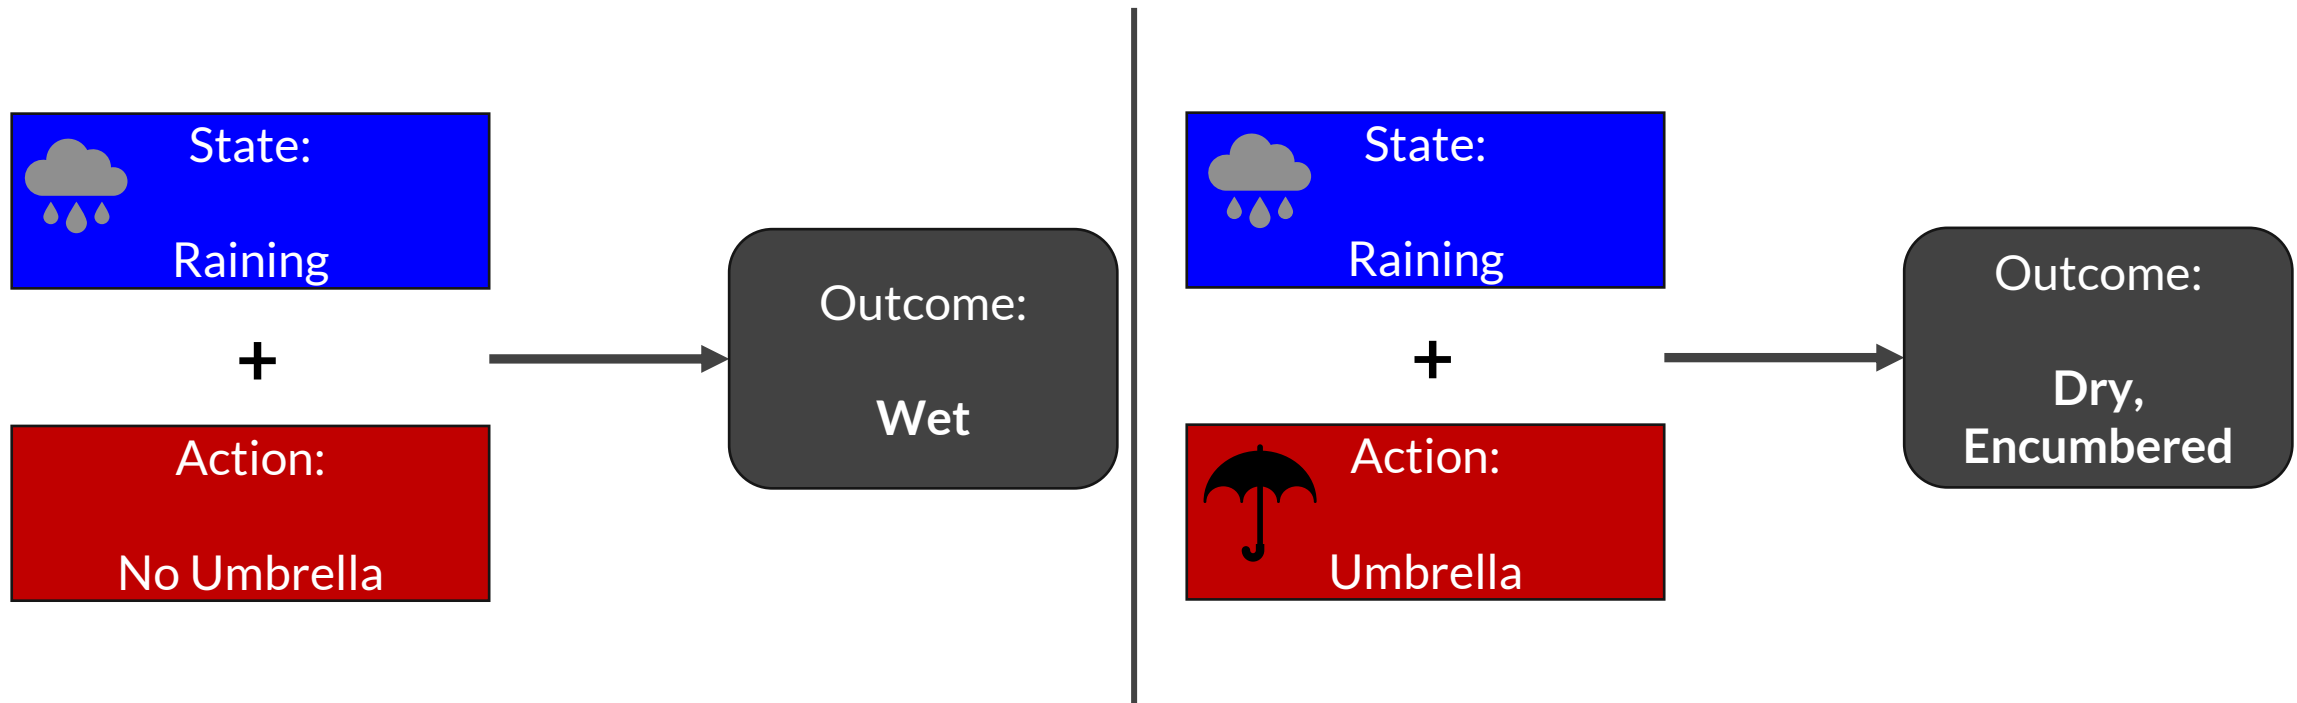 State:
Raining
+
Action:
No Umbrella
Outcome:
Wet
State:
Raining
+
Action:
Umbrella
Outcome:
Dry,
Encumbered